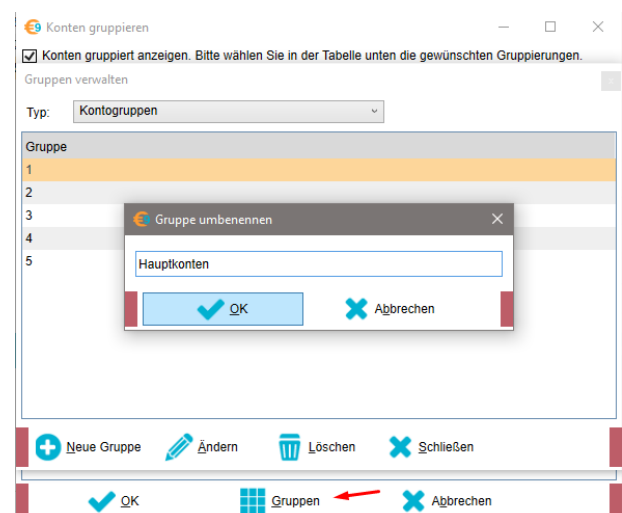 Konten gruppieren
Konten gruppiert anzeigen. Bitte wählen Sie in der Tabelle unten die gewünschten Gruppierungen.
Gruppen verwalten
Typ: Kontogruppen
Gruppe
1
2
3
4
5
Gruppe umbenennen
Hauptkonten
OK Abbrechen
Neue Gruppe Ändern Löschen Schließen
OK Gruppen Abbrechen